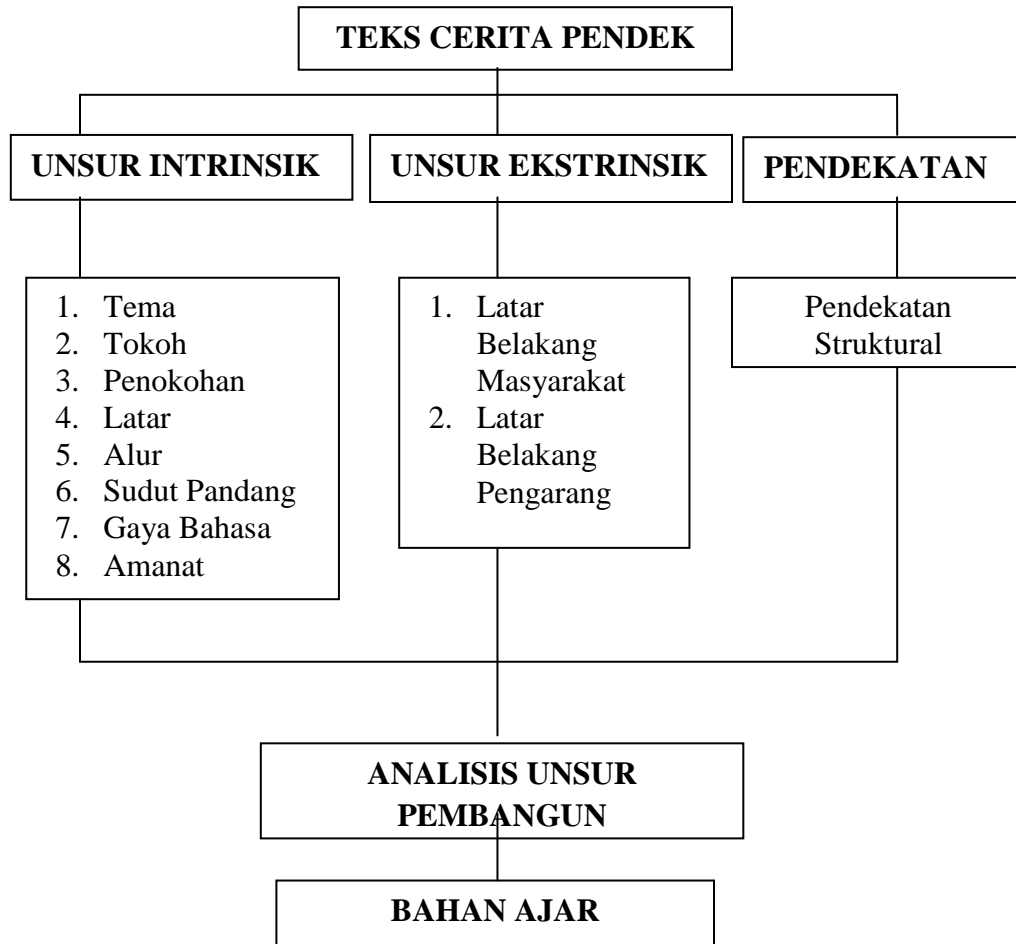 TEKS CERITA PENDEK
UNSUR INTRINSIK
UNSUR EKSTRINSIK
PENDEKATAN
1. Tema
2. Tokoh
3. Penokohan
4. Latar
5. Alur
6. Sudut Pandang
7. Gaya Bahasa
8. Amanat
1. Latar
Belakang
Masyarakat
2. Latar
Belakang
Pengarang
Pendekatan
Struktural
ANALISIS UNSUR
PEMBANGUN
BAHAN AJAR